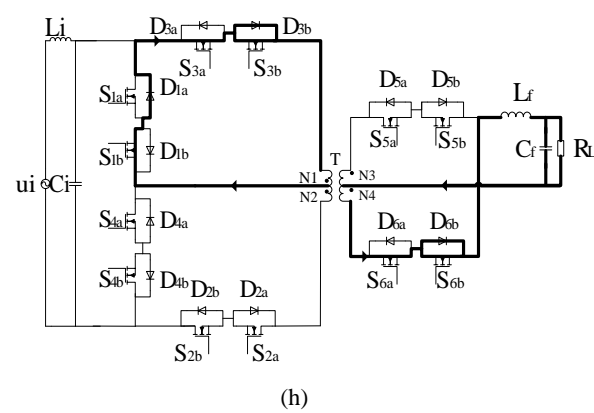 Li
D3a D3b
S3a S3b
S1a D1a
S1b D1b
ui Ci
S4a D4a
S4b D4b
D2b D2a
S2b S2a
T
N1 N3
N2 N4
D5a D5b
S5a S5b
Lf
Cf RL
D6a D6b
S6a S6b
(h)